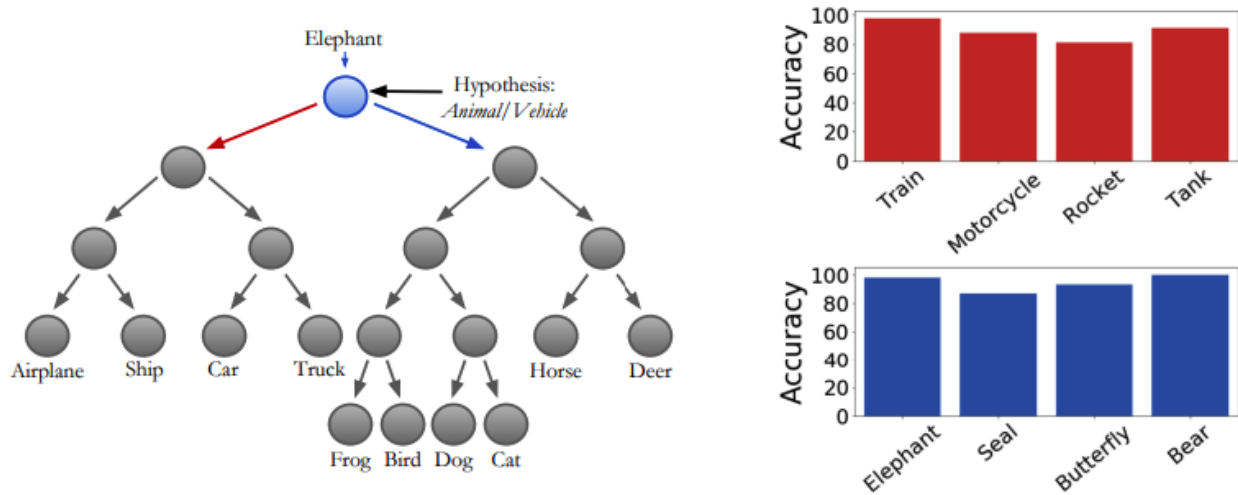 Elephant
Hypothesis:
Animal/Vehicle
Airplane
Ship
Car
Truck
Horse
Deer
Frog
Bird
Dog
Cat
Accuracy
100
80
60
40
20
0
Train
Motorcycle
Rocket
Tank
Accuracy
100
80
60
40
20
0
Elephant
Seal
Butterfly
Bear